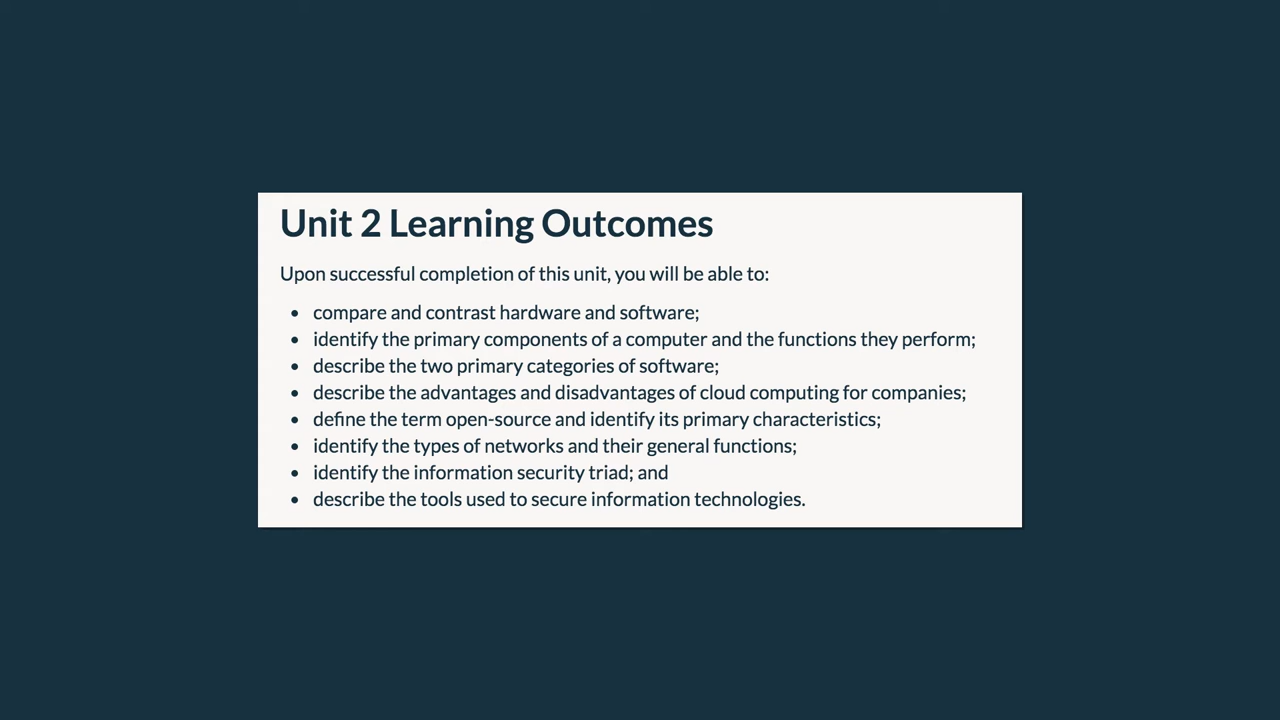 Unit 2 Learning Outcomes
Upon successful completion of this unit, you will be able to:
• compare and contrast hardware and software;
• identify the primary components of a computer and the functions they perform;
• describe the two primary categories of software;
• describe the advantages and disadvantages of cloud computing for companies;
• define the term open-source and identify its primary characteristics;
• identify the types of networks and their general functions;
• identify the information security triad; and
• describe the tools used to secure information technologies.